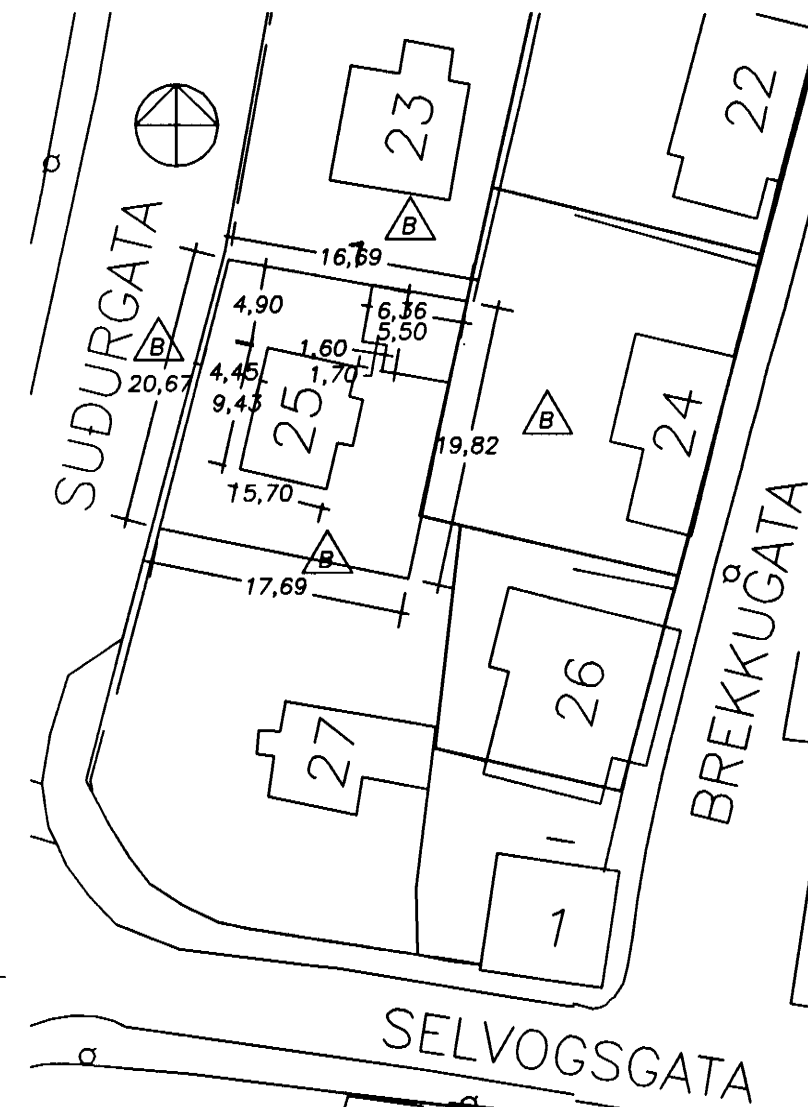 22
23
B
16,69
4,90
6,36
5,50
B
1,60
4,45
1,70
20,67
9,43
25
SUÐURGATA
24
B
19,82
15,70
B
17,69
BREKKUGATA
26
27
1
SELVOGSGATA